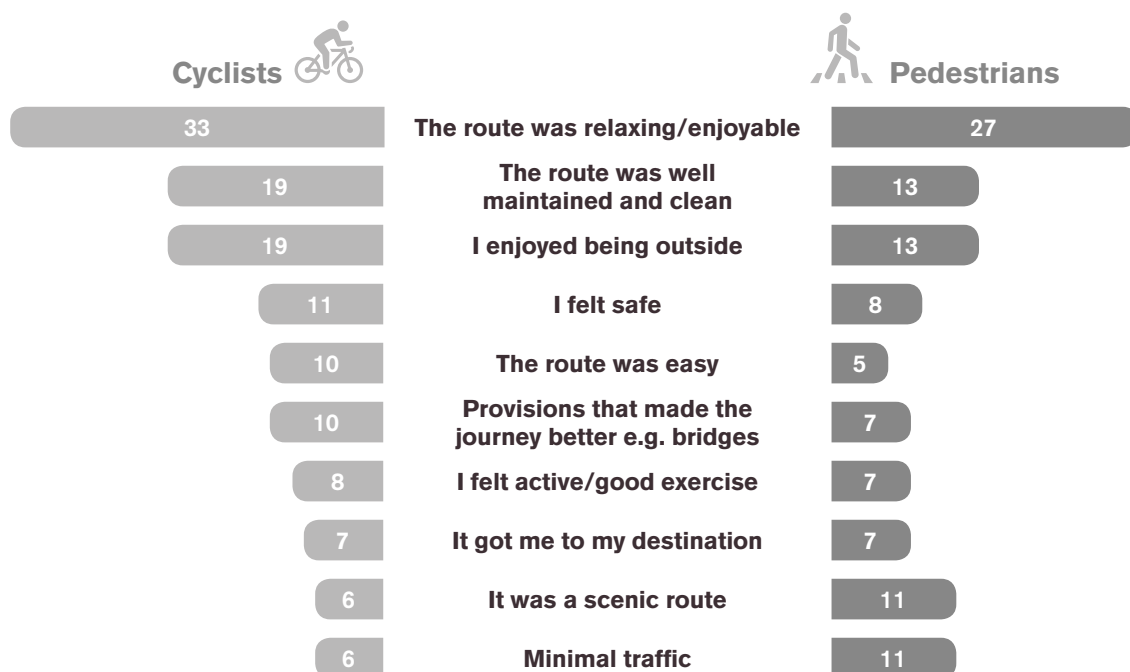 Cyclists
Pedestrians
33
The route was relaxing/enjoyable
27
19
The route was well
maintained and clean
13
19
I enjoyed being outside
13
11
I felt safe
8
10
The route was easy
5
10
Provisions that made the
journey better e.g. bridges
7
8
I felt active/good exercise
7
7
It got me to my destination
7
6
It was a scenic route
11
6
Minimal traffic
11